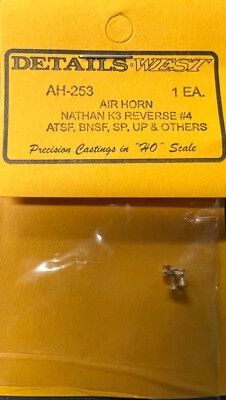 DETAILS WEST
AH-253 1 EA.
AIR HORN
NATHAN K3 REVERSE #4
ATSF, BNSF, SP, UP & OTHERS
Precision Castings in "HO" Scale